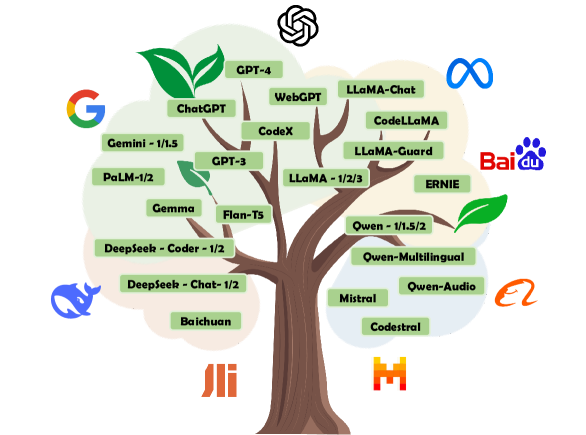 GPT-4
WebGPT
LLaMA-Chat
ChatGPT
CodeX
CodeLLaMA
Gemini - 1/1.5
GPT-3
LLaMA-Guard
Bai du
PaLM-1/2
LLaMA - 1/2/3
ERNIE
Gemma
Flan-T5
Qwen - 1/1.5/2
DeepSeek - Coder - 1/2
Qwen-Multilingual
DeepSeek - Chat- 1/2
Qwen-Audio
Mistral
Baichuan
Codestral